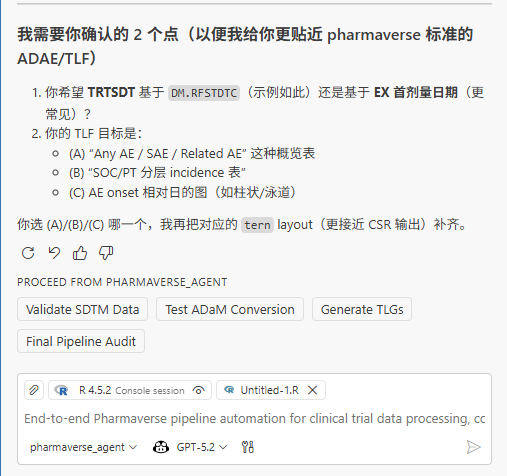 我需要你确认的 2 个点（以便我给你更贴近 pharmaverse 标准的
ADAE/TLF）
1. 你希望 TRTSDT 基于 DM.RFSTDTC（示例如此）还是基于 EX 首剂量日期（更
常见）？
2. 你的 TLF 目标是：
○ (A) “Any AE / SAE / Related AE” 这种概览表
○ (B) “SOC/PT 分层 incidence 表”
○ (C) AE onset 相对日的图（如柱状/泳道）
你选 (A)/(B)/(C) 哪一个，我再把对应的 tern layout（更接近 CSR 输出）补齐。
PROCEED FROM PHARMAVERSE_AGENT
Validate SDTM Data Test ADaM Conversion Generate TLGs
Final Pipeline Audit
R 4.5.2 Console session Untitled-1.R
End-to-end Pharmaverse pipeline automation for clinical trial data processing, cc
pharmaverse_agent GPT-5.2